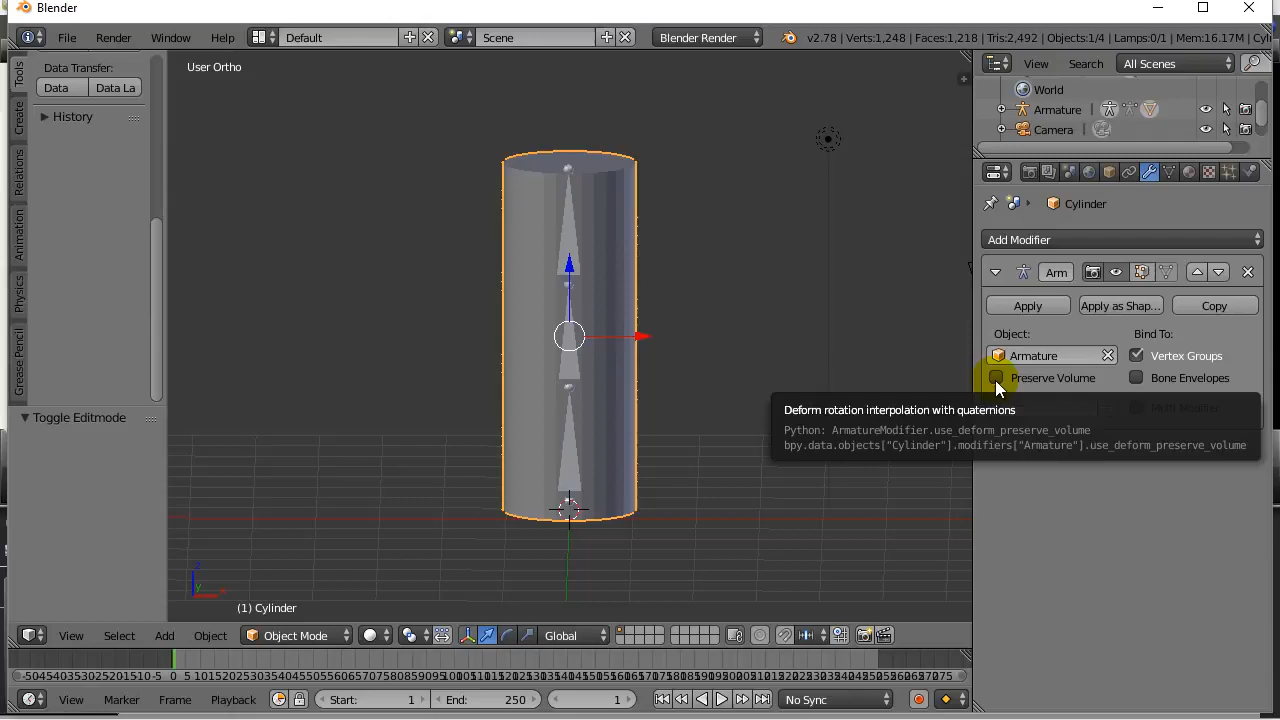 Blender
File Render Window Help Default Scene Blender Render v2.78 | Verts:1,248 | Faces:1,218 | Tris:2,492 | Objects:1/4 | Lamps:0/1 | Mem:16.17M | Cyli
View Search All Scenes
World
Armature
Camera
Tools
Create
Relations
Animation
Physics
Grease Pencil
Data Transfer:
Data Data La
History
Toggle Editmode
User Ortho
z
y
x
(1) Cylinder
Cylinder
Add Modifier
Arm
Apply Apply as Shap... Copy
Object: Bind To:
Armature Vertex Groups
Preserve Volume Bone Envelopes
Multi Modifier
Deform rotation interpolation with quaternions
Python: ArmatureModifier.use_deform_preserve_volume
bpy.data.objects["Cylinder"].modifiers["Armature"].use_deform_preserve_volume
View Select Add Object Object Mode Global
View Marker Frame Playback Start: 1 End: 250 1 No Sync